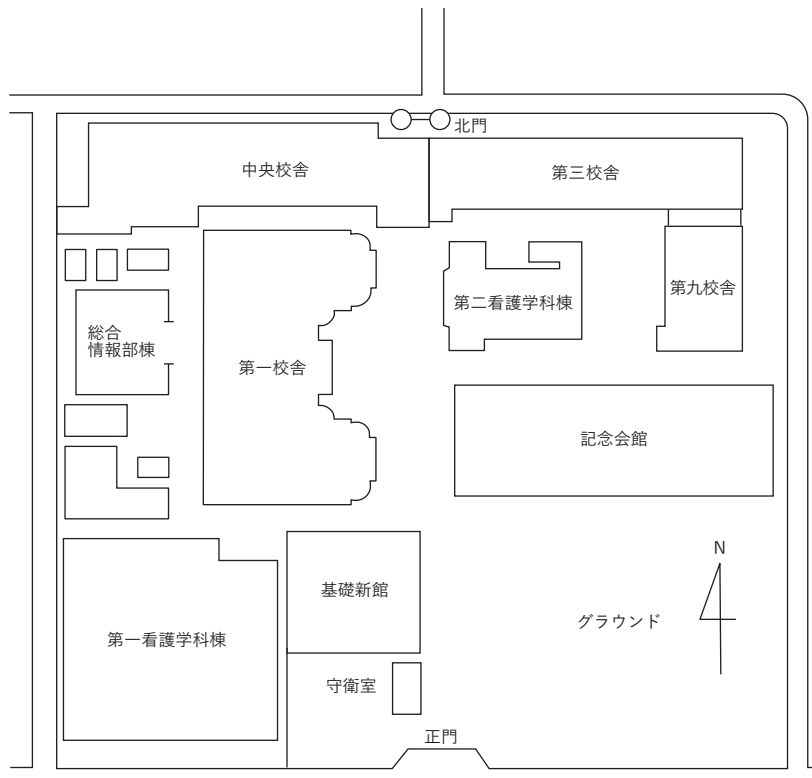 北門
中央校舎
第三校舎
第九校舎
第二看護学科棟
総合
情報部棟
第一校舎
記念会館
N
基礎新館
グラウンド
第一看護学科棟
守衛室
正門